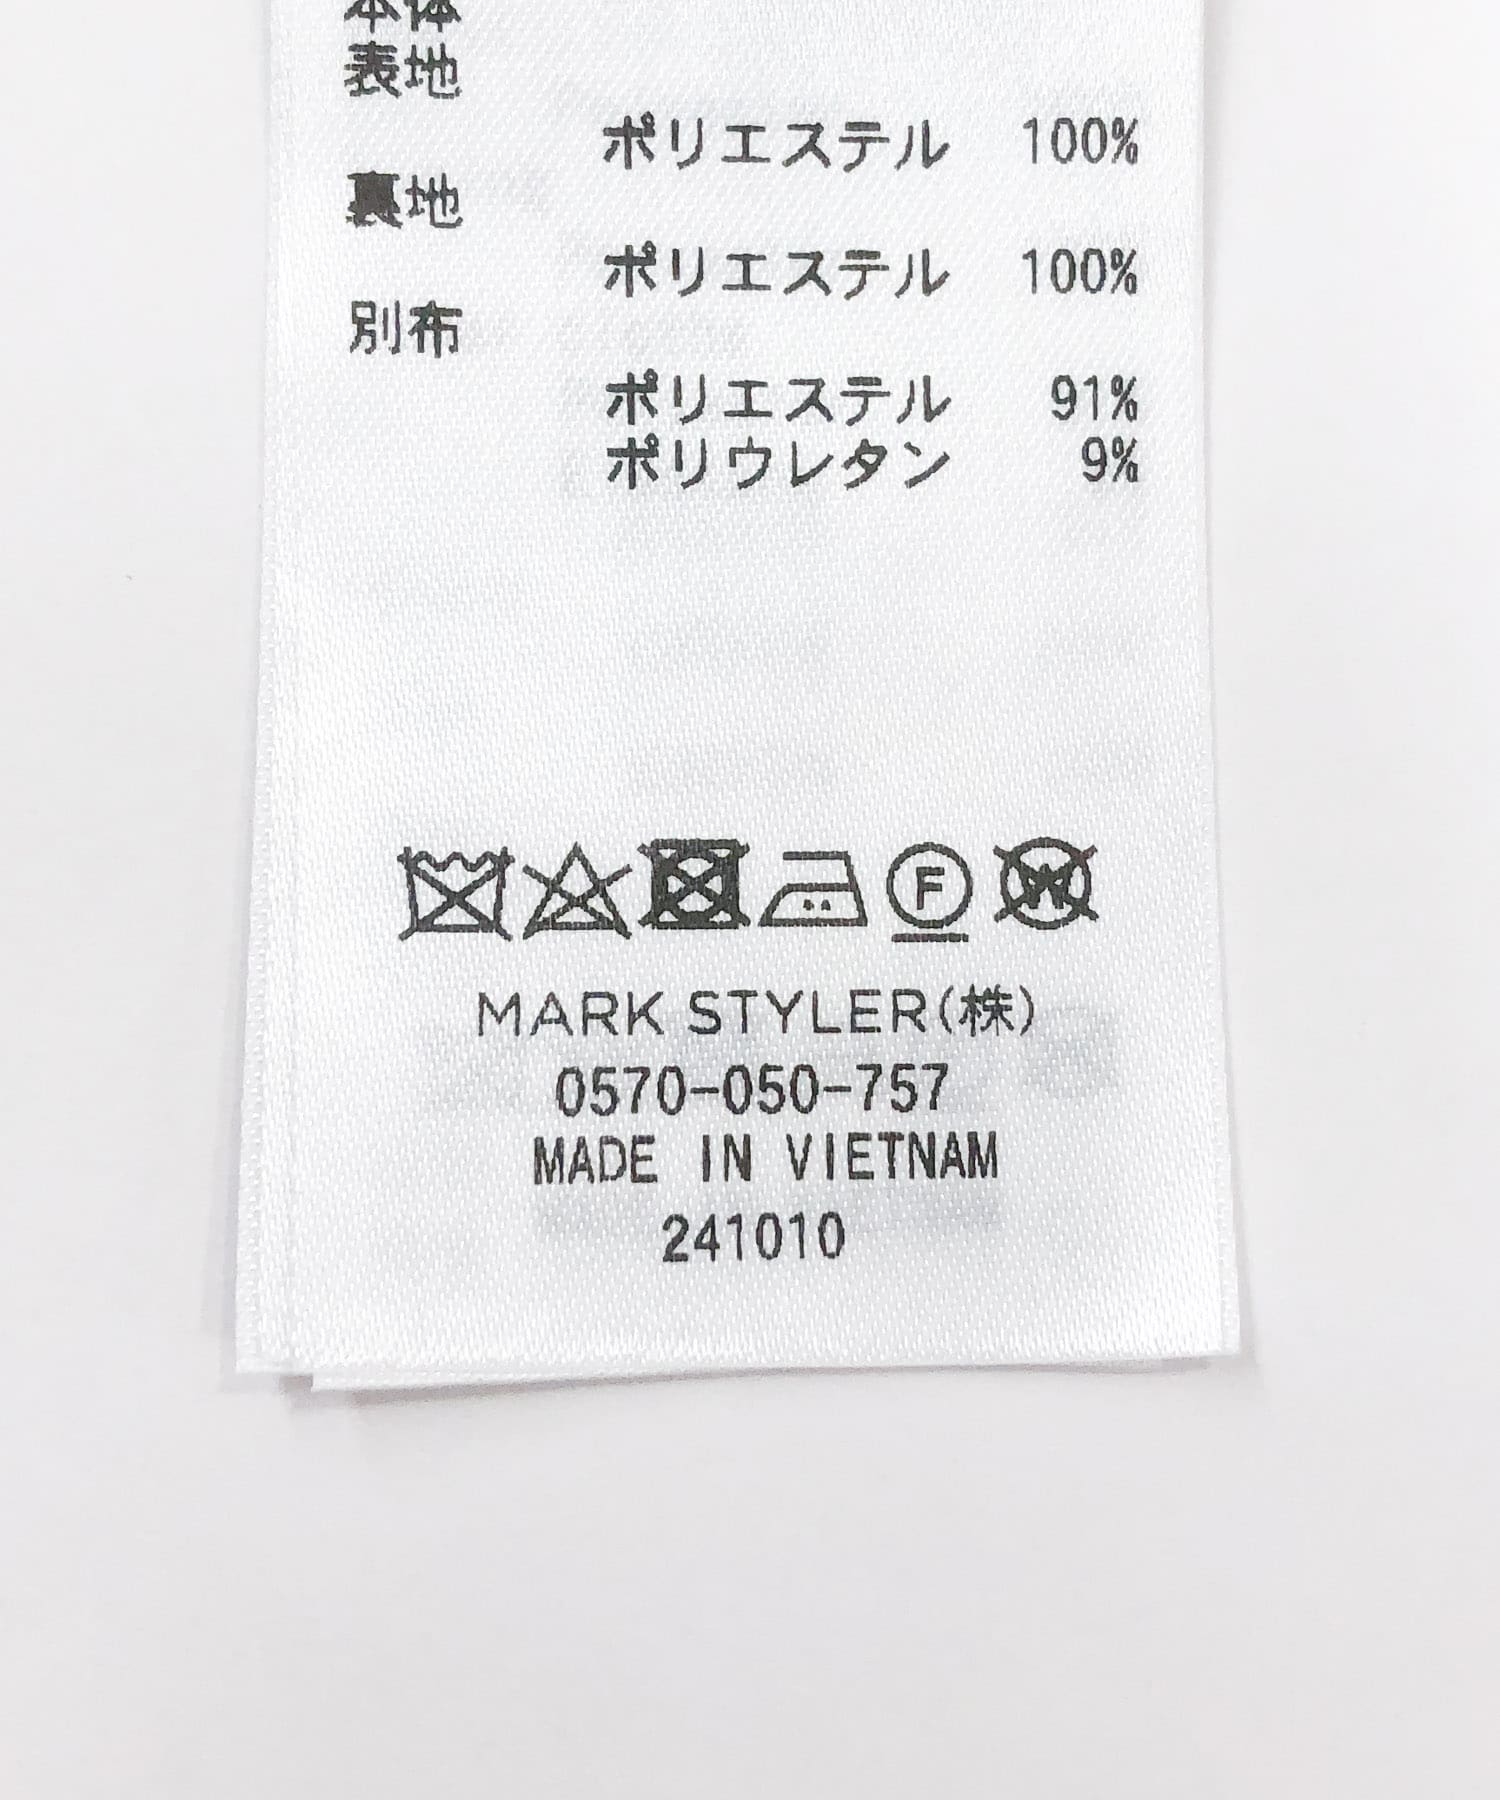 本体
表地
ポリエステル 100%
裏地
ポリエステル 100%
別布
ポリエステル 91%
ポリウレタン 9%
F W
MARK STYLER(株)
0570-050-757
MADE IN VIETNAM
241010